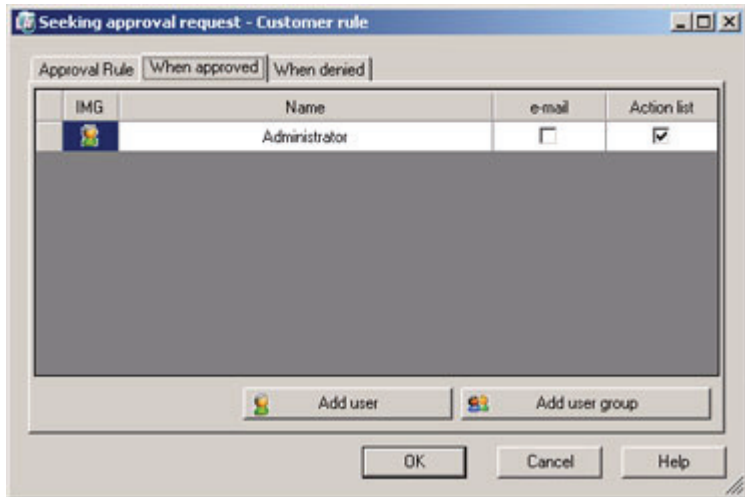 Seeking approval request - Customer rule
Approval Rule When approved When denied
IMG Name e-mail Action list
Administrator
Add user Add user group
OK Cancel Help